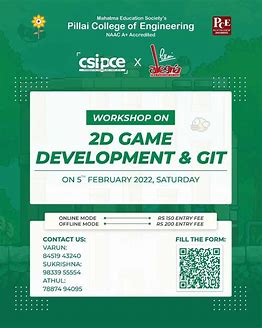 Mahatma Education Society's
Pillai College of Engineering
NAAC A+ Accredited
PCE
csipce
X
WORKSHOP ON
2D GAME
DEVELOPMENT & GIT
ON 5TH FEBRUARY 2022, SATURDAY
ONLINE MODE RS 150 ENTRY FEE
OFFLINE MODE RS 200 ENTRY FEE
CONTACT US:
VARUN:
84519 43240
SUKRISHNA:
98339 55554
ATHUL:
78874 94095
FILL THE FORM: